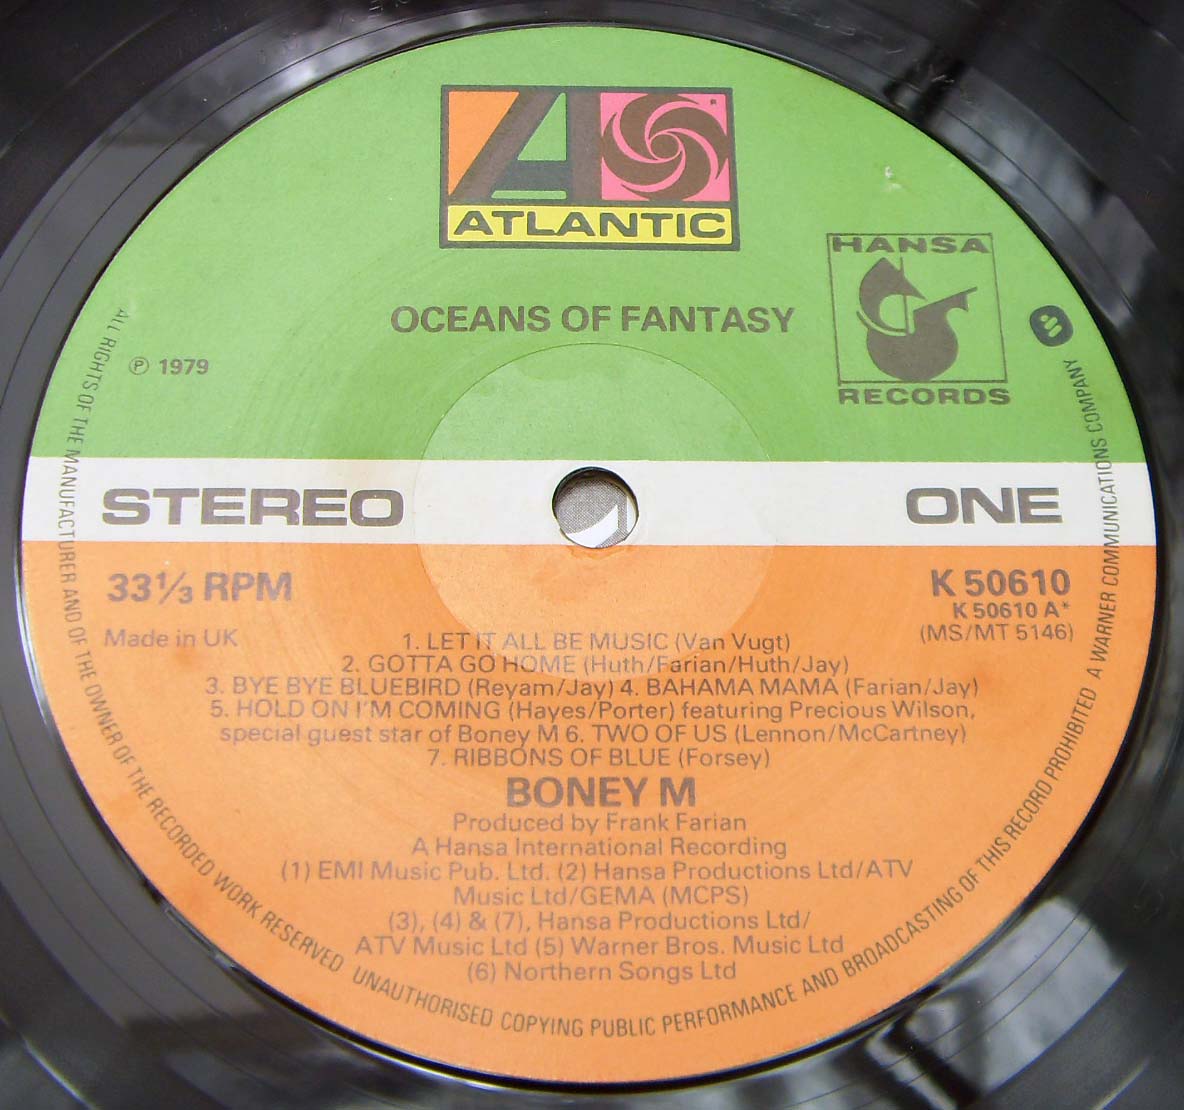 ATLANTIC
HANSA
RECORDS
OCEANS OF FANTASY
℗ 1979
STEREO
ONE
33⅓ RPM
K 50610
K 50610 A*
(MS/MT 5146)
Made in UK
1. LET IT ALL BE MUSIC (Van Vugt)
2. GOTTA GO HOME (Huth/Farian/Huth/Jay)
3. BYE BYE BLUEBIRD (Reyam/Jay) 4. BAHAMA MAMA (Farian/Jay)
5. HOLD ON I'M COMING (Hayes/Porter) featuring Precious Wilson,
special guest star of Boney M 6. TWO OF US (Lennon/McCartney)
7. RIBBONS OF BLUE (Forsey)
BONEY M
Produced by Frank Farian
A Hansa International Recording
(1) EMI Music Pub. Ltd. (2) Hansa Productions Ltd/ATV
Music Ltd/GEMA (MCPS)
(3), (4) & (7), Hansa Productions Ltd/
ATV Music Ltd (5) Warner Bros. Music Ltd
(6) Northern Songs Ltd
ALL RIGHTS OF THE MANUFACTURER AND OF THE OWNER OF THE RECORDED WORK RESERVED UNAUTHORISED COPYING PUBLIC PERFORMANCE AND BROADCASTING OF THIS RECORD PROHIBITED A WARNER COMMUNICATIONS COMPANY